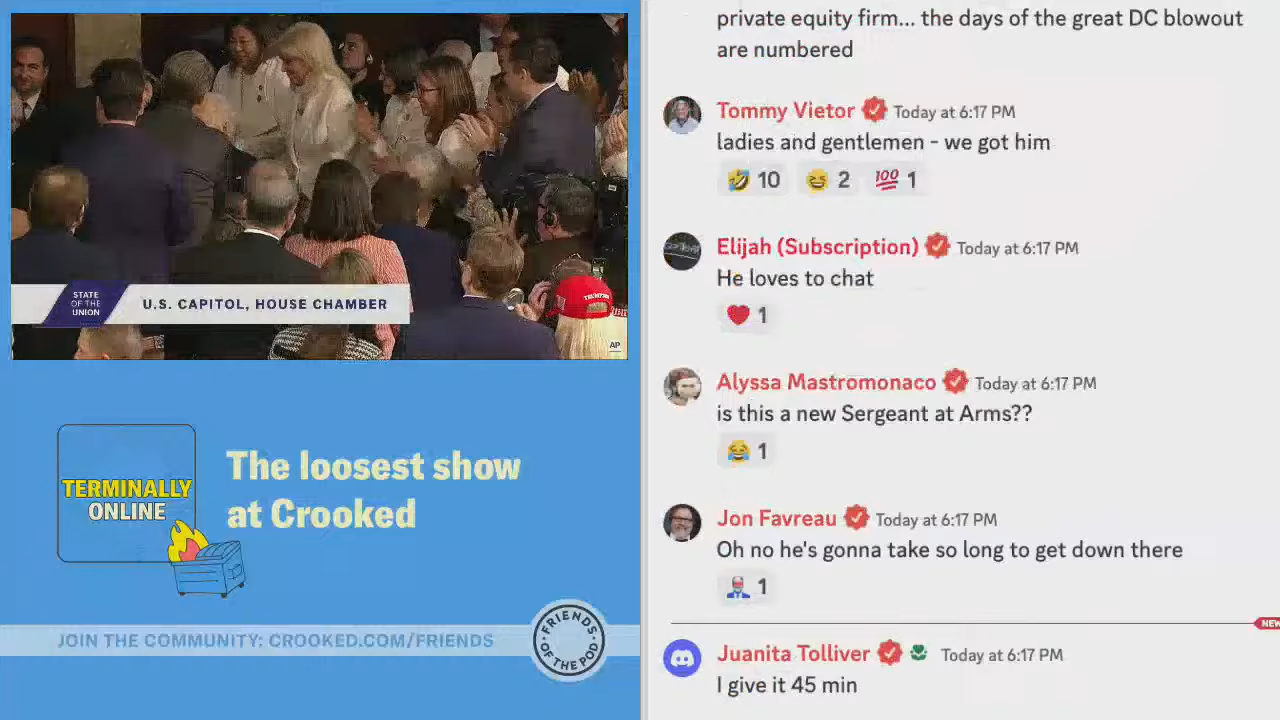 STATE
OF THE
UNION
U.S. CAPITOL, HOUSE CHAMBER
AP
TERMINALLY
ONLINE
The loosest show
at Crooked
JOIN THE COMMUNITY: CROOKED.COM/FRIENDS
FRIENDS
OF THE POD
private equity firm... the days of the great DC blowout
are numbered
Tommy Vietor Today at 6:17 PM
ladies and gentlemen - we got him
10 2 100 1
Elijah (Subscription) Today at 6:17 PM
He loves to chat
1
Alyssa Mastromonaco Today at 6:17 PM
is this a new Sergeant at Arms??
1
Jon Favreau Today at 6:17 PM
Oh no he's gonna take so long to get down there
1
NEW
Juanita Tolliver Today at 6:17 PM
I give it 45 min